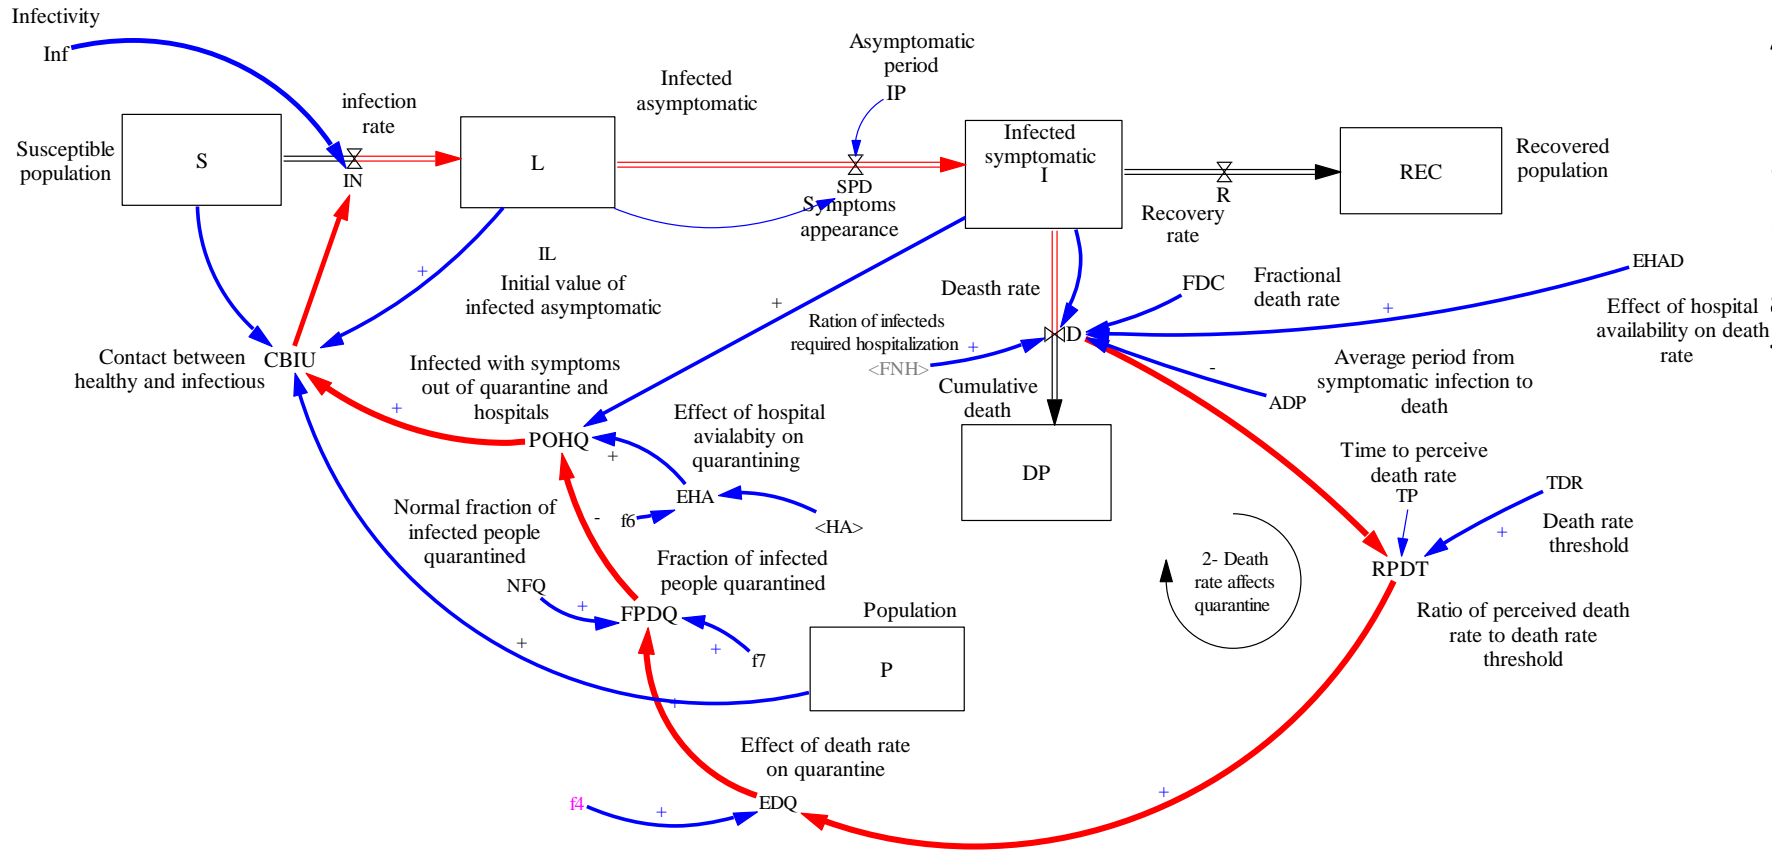 Infectivity
Inf
infection
rate
Infected
asymptomatic
Asymptomatic
period
IP
Susceptible
population
S
IN
L
SPD
Symptoms
appearance
Infected
symptomatic
I
R
Recovery
rate
REC
Recovered
population
IL
Initial value of
infected asymptomatic
+
+
Deasth rate
FDC
Fractional
death rate
EHAD
+
Effect of hospital
availability on death
rate
Ration of infecteds
required hospitalization
+
<FNH>
D
Cumulative
death
-
ADP
Average period from
symptomatic infection to
death
Contact between
healthy and infectious
CBIU
Infected with symptoms
out of quarantine and
hospitals
+
POHQ
Effect of hospital
avialabity on
quarantining
+
EHA
f6
<HA>
-
DP
Time to perceive
death rate
TP
TDR
+
Death rate
threshold
RPDT
Ratio of perceived death
rate to death rate
threshold
2- Death
rate affects
quarantine
Normal fraction of
infected people
quarantined
NFQ
+
Fraction of infected
people quarantined
FPDQ
+
f7
+
Population
P
+
Effect of death rate
on quarantine
f4
+
EDQ
+